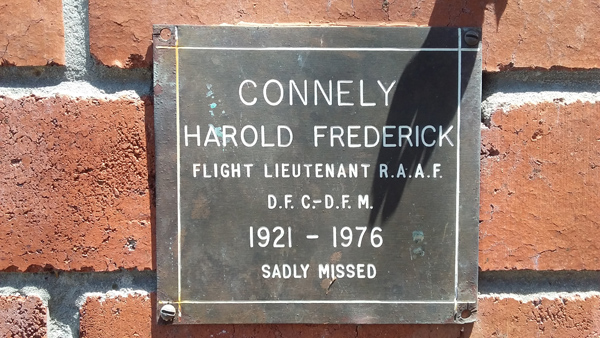 CONNELY
HAROLD FREDERICK
FLIGHT LIEUTENANT R.A.A.F.
D.F.C.-D.F.M.
1921 - 1976
SADLY MISSED